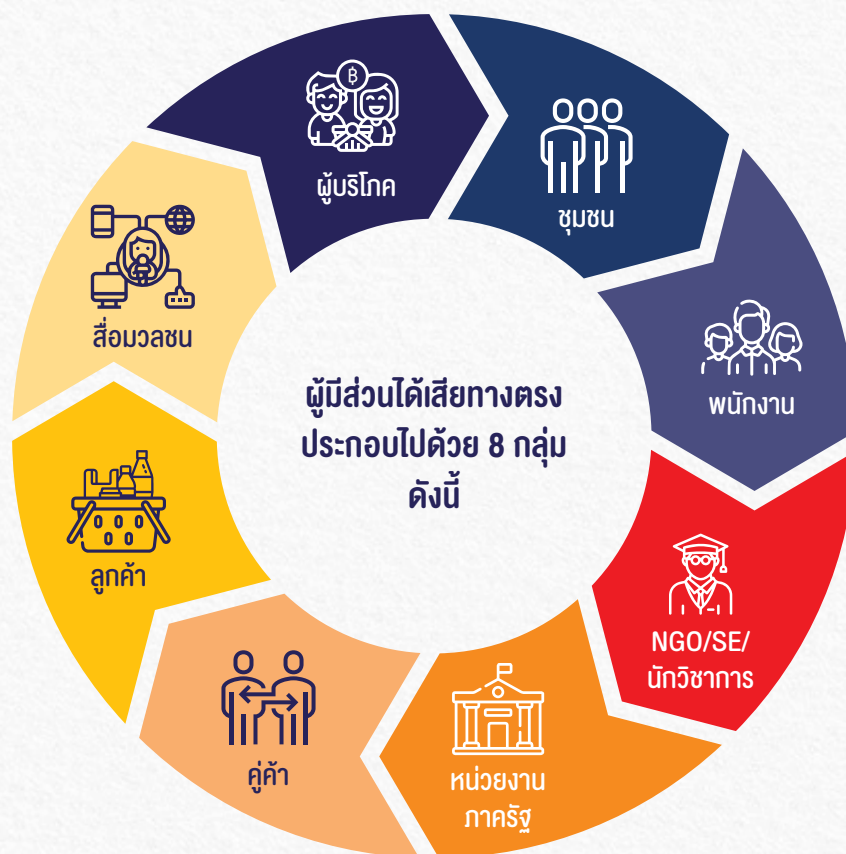 ผู้มีส่วนได้เสียทางตรง
ประกอบไปด้วย 8 กลุ่ม
ดังนี้
ผู้บริโภค
ชุมชน
พนักงาน
NGO/SE/
นักวิชาการ
หน่วยงาน
ภาครัฐ
คู่ค้า
ลูกค้า
สื่อมวลชน